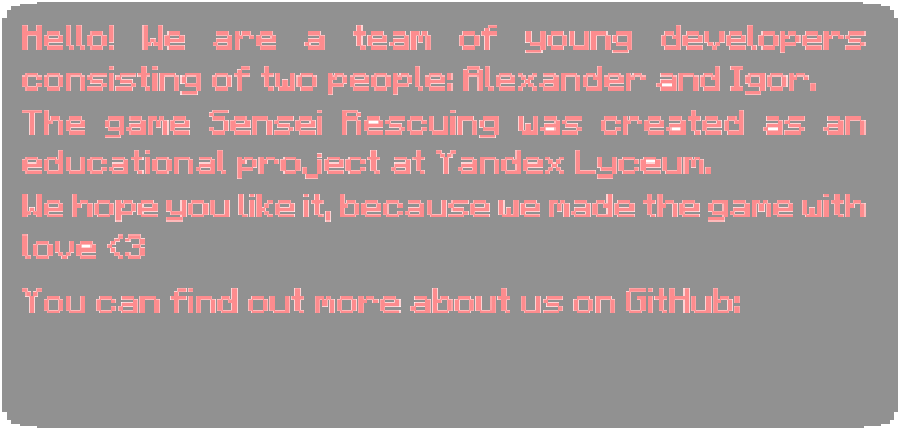 Hello! We are a team of young developers
consisting of two people: Alexander and Igor.
The game Sensei Rescuing was created as an
educational project at Yandex Lyceum.
We hope you like it, because we made the game with
love <3
You can find out more about us on GitHub: